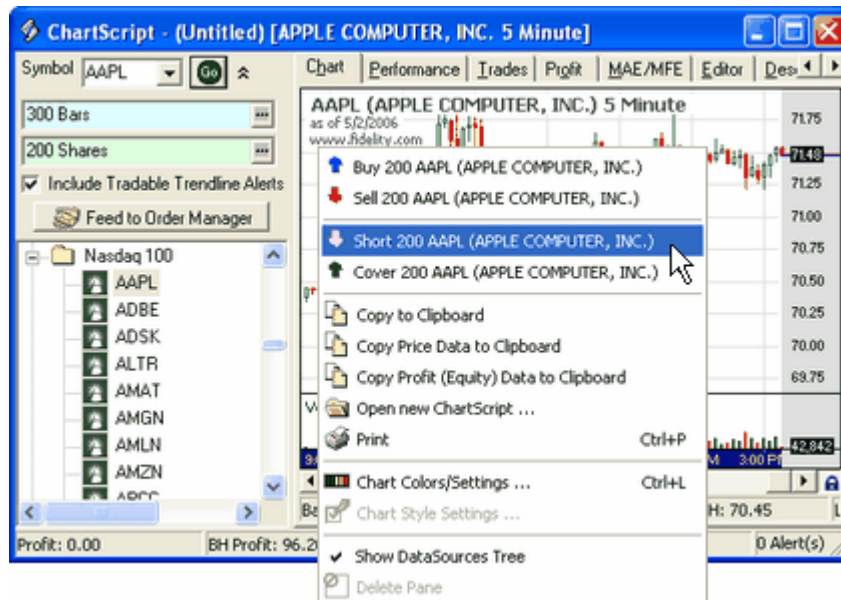 ChartScript - (Untitled) [APPLE COMPUTER, INC. 5 Minute]
Symbol AAPL Go
Chart Performance Trades Profit MAE/MFE Editor Des
300 Bars
200 Shares
Include Tradable Trendline Alerts
Feed to Order Manager
Nasdaq 100
AAPL
ADBE
ADSK
ALTR
AMAT
AMGN
AMLN
AMZN
APCC
AAPL (APPLE COMPUTER, INC.) 5 Minute
as of 5/2/2006
www.fidelity.com
71.75
71.48
71.25
71.00
70.75
70.50
70.25
70.00
69.75
42,842
3:00 P
Buy 200 AAPL (APPLE COMPUTER, INC.)
Sell 200 AAPL (APPLE COMPUTER, INC.)
Short 200 AAPL (APPLE COMPUTER, INC.)
Cover 200 AAPL (APPLE COMPUTER, INC.)
Copy to Clipboard
Copy Price Data to Clipboard
Copy Profit (Equity) Data to Clipboard
Open new ChartScript ...
Print Ctrl+P
Chart Colors/Settings ... Ctrl+L
Chart Style Settings ...
Show DataSources Tree
Delete Pane
Ba
H: 70.45 L
Profit: 0.00 BH Profit: 96.20
0 Alert(s)